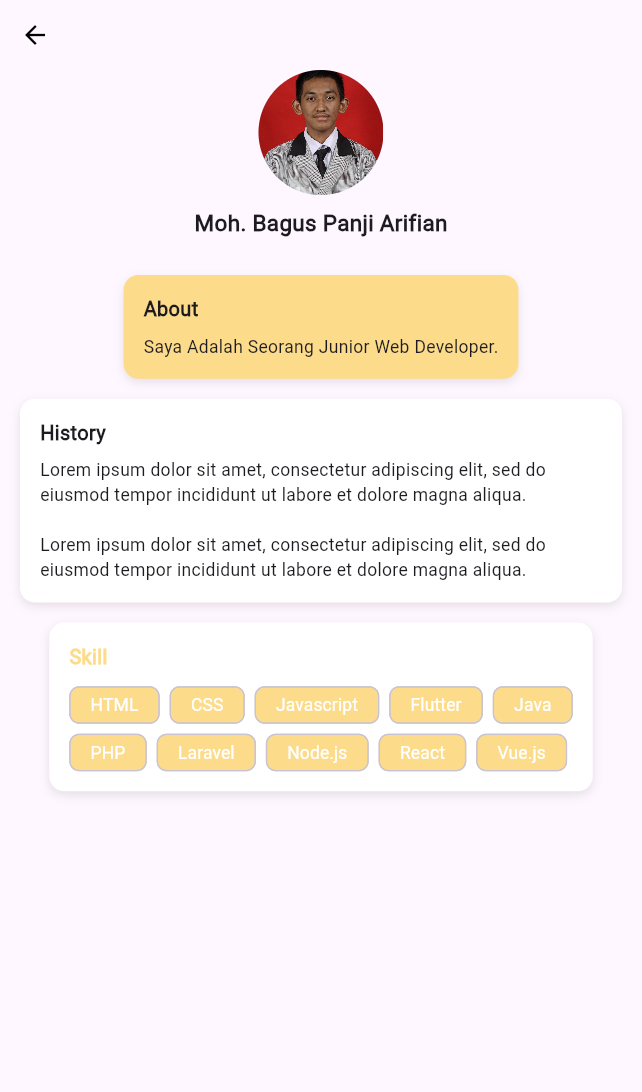 Moh. Bagus Panji Arifian
About
Saya Adalah Seorang Junior Web Developer.
History
Lorem ipsum dolor sit amet, consectetur adipiscing elit, sed do
eiusmod tempor incididunt ut labore et dolore magna aliqua.
Lorem ipsum dolor sit amet, consectetur adipiscing elit, sed do
eiusmod tempor incididunt ut labore et dolore magna aliqua.
Skill
HTML CSS Javascript Flutter Java
PHP Laravel Node.js React Vue.js